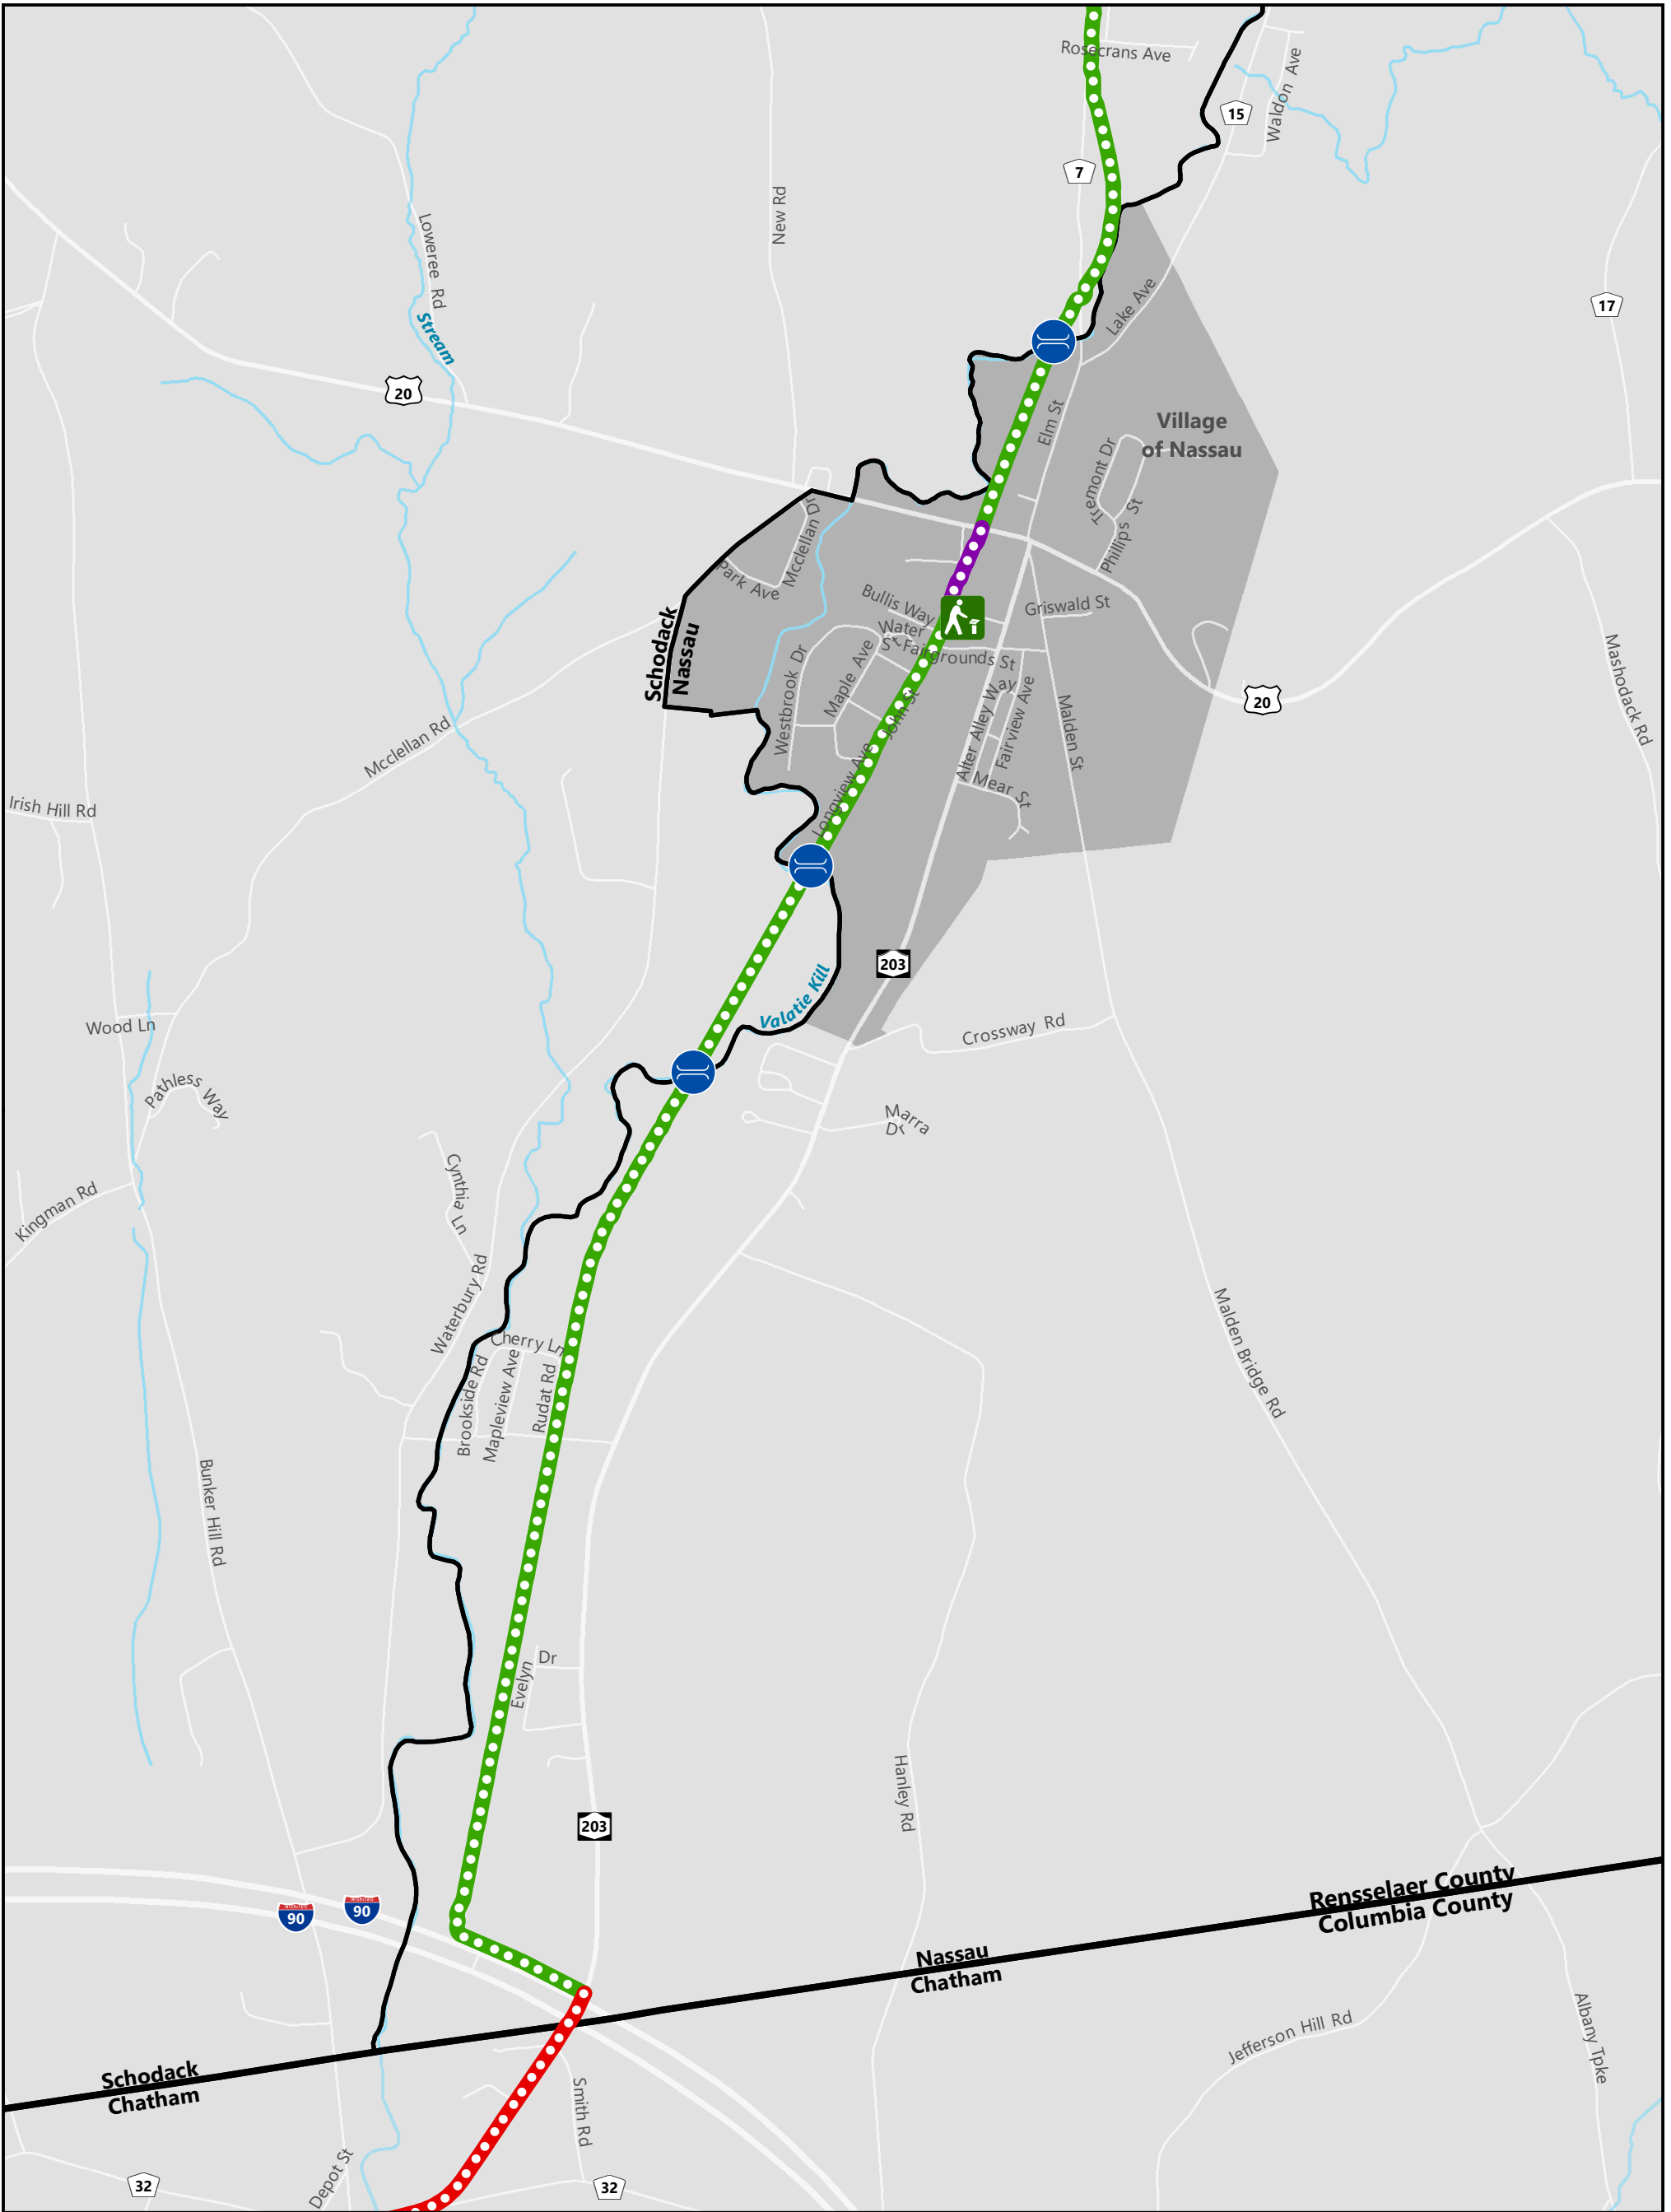 Rosecrans Ave
Waldon Ave
15
7
New Rd
Loweree Rd
Stream
17
Lake Ave
20
Elm St
Village
of Nassau
Tremont Dr
Phillips St
Mcclellan Dr
Park Ave
Bullis Way
Griswald St
Water
St
Fairgrounds St
Schodack
Nassau
Westbrook Dr
Maple Ave
John St
Alter Alley Way
Fairview Ave
Malden St
20
Mashodack Rd
Mcclellan Rd
Longview Ave
Mear St
Irish Hill Rd
203
Valatie Kill
Wood Ln
Crossway Rd
Pathless Way
Marra
Dr
Cynthia Ln
Kingman Rd
Waterbury Rd
Cherry Ln
Brookside Rd
Mapleview Ave
Rudat Rd
Malden Bridge Rd
Bunker Hill Rd
Evelyn Dr
Hanley Rd
203
90
90
Rensselaer County
Columbia County
Nassau
Chatham
Jefferson Hill Rd
Albany Tpke
Schodack
Chatham
Smith Rd
Depot St
32
32